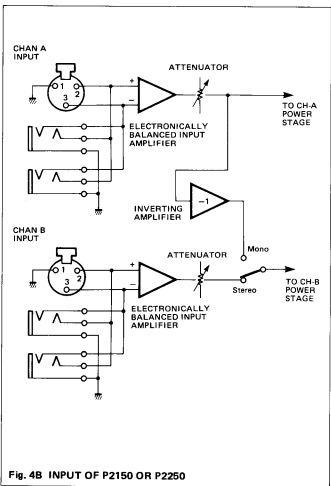 CHAN A
INPUT
1
2
3
+
−
ATTENUATOR
TO CH-A
POWER
STAGE
ELECTRONICALLY
BALANCED INPUT
AMPLIFIER
−1
INVERTING
AMPLIFIER
Mono
CHAN B
INPUT
1
2
3
+
−
ATTENUATOR
Stereo
TO CH-B
POWER
STAGE
ELECTRONICALLY
BALANCED INPUT
AMPLIFIER
Fig. 4B INPUT OF P2150 OR P2250